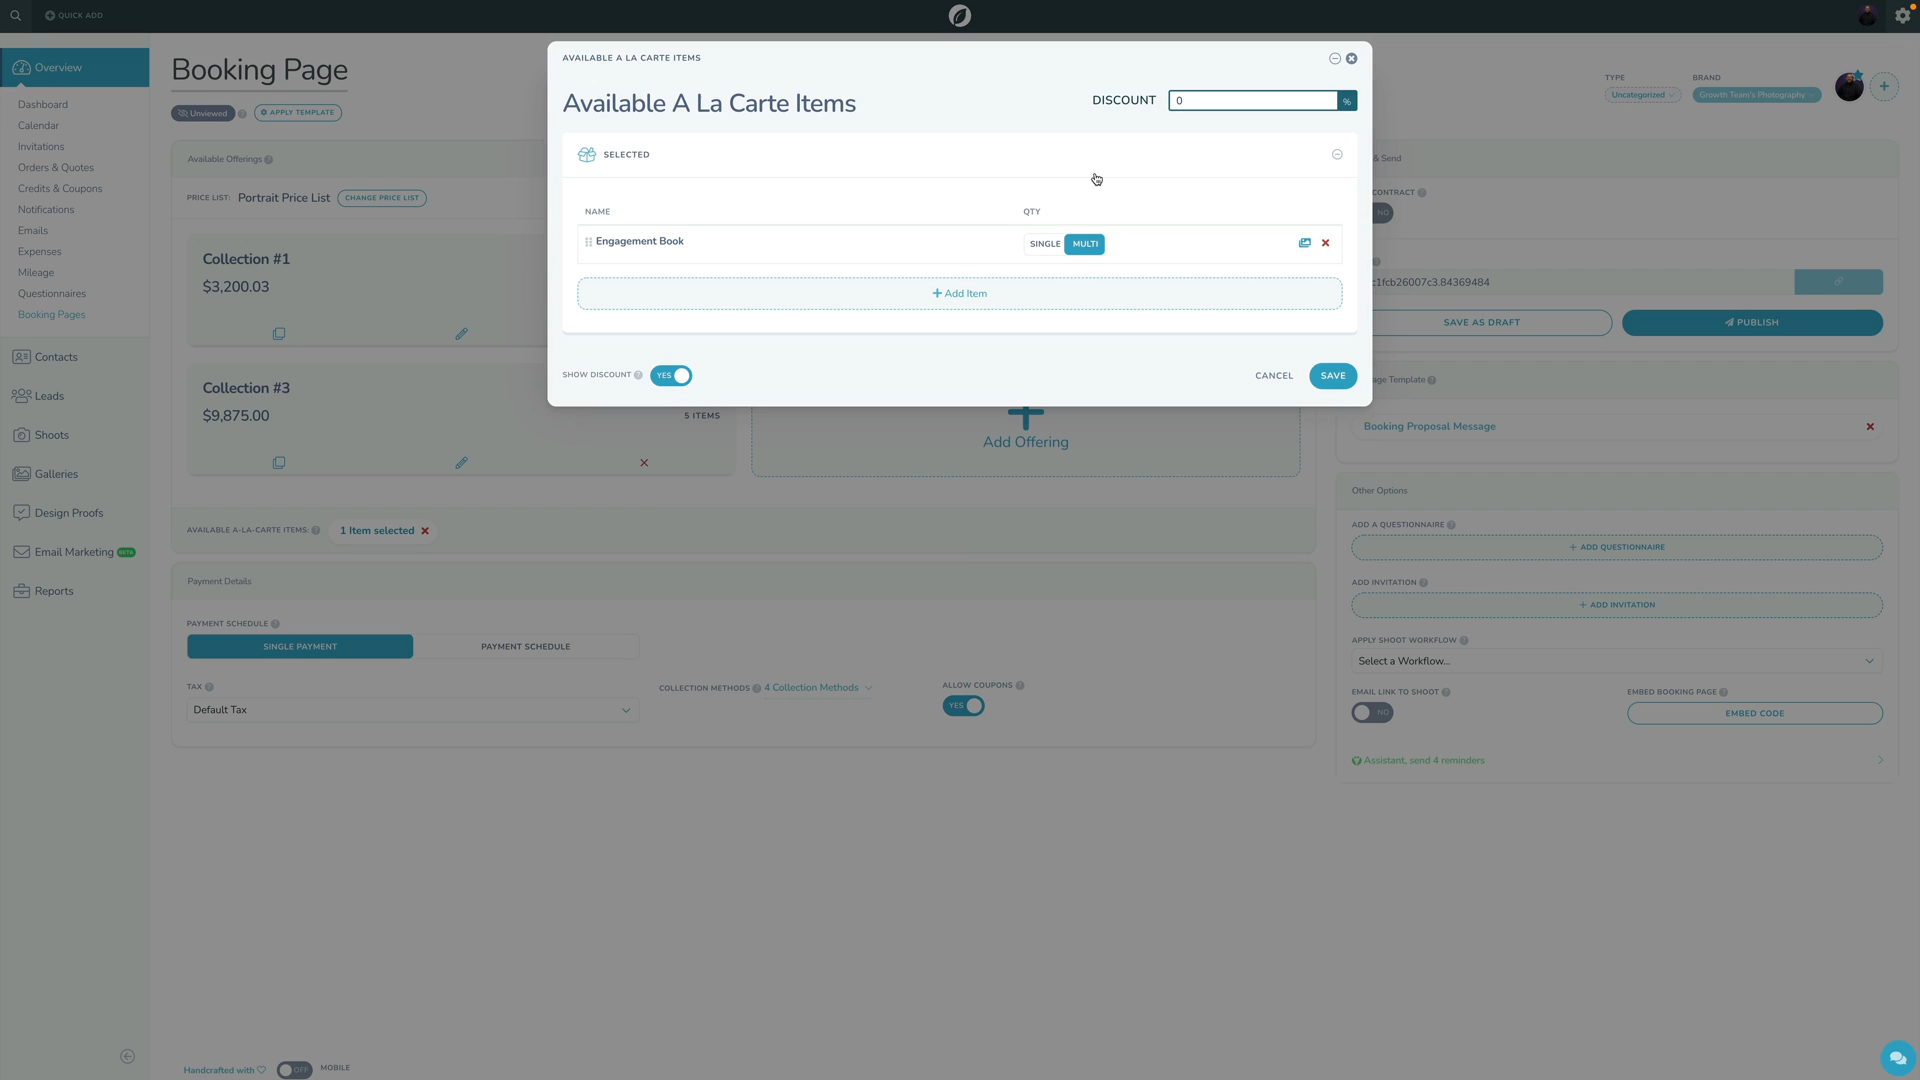 QUICK ADD
Overview
Dashboard
Calendar
Invitations
Orders & Quotes
Credits & Coupons
Notifications
Emails
Expenses
Mileage
Questionnaires
Booking Pages
Contacts
Leads
Shoots
Galleries
Design Proofs
Email Marketing BETA
Reports
Booking Page
Unviewed
APPLY TEMPLATE
TYPE
Uncategorized
BRAND
Growth Team's Photography
Available Offerings
PRICE LIST: Portrait Price List CHANGE PRICE LIST
Collection #1
$3,200.03
Collection #3
$9,875.00
5 ITEMS
Add Offering
AVAILABLE A-LA-CARTE ITEMS: 1 Item selected
Payment Details
PAYMENT SCHEDULE
SINGLE PAYMENT
PAYMENT SCHEDULE
TAX
Default Tax
COLLECTION METHODS 4 Collection Methods
ALLOW COUPONS
YES
AVAILABLE A LA CARTE ITEMS
Available A La Carte Items
DISCOUNT 0 %
SELECTED
NAME
QTY
Engagement Book
SINGLE MULTI
+ Add Item
SHOW DISCOUNT YES
CANCEL
SAVE
& Send
CONTRACT
NO
c1fcb26007c3.84369484
SAVE AS DRAFT
PUBLISH
age Template
Booking Proposal Message
Other Options
ADD A QUESTIONNAIRE
+ ADD QUESTIONNAIRE
ADD INVITATION
+ ADD INVITATION
APPLY SHOOT WORKFLOW
Select a Workflow...
EMAIL LINK TO SHOOT
NO
EMBED BOOKING PAGE
EMBED CODE
Assistant, send 4 reminders
Handcrafted with
OFF
MOBILE